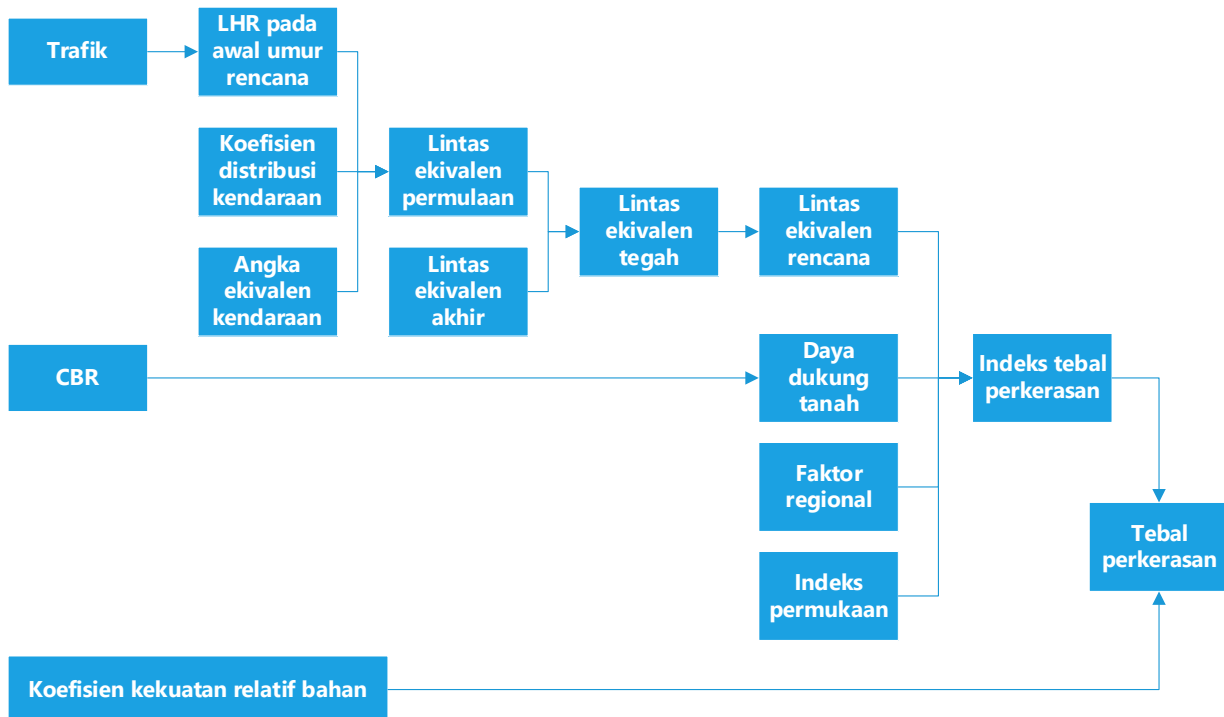 Trafik
LHR pada
awal umur
rencana
Koefisien
distribusi
kendaraan
Lintas
ekivalen
permulaan
Lintas
ekivalen
tegah
Lintas
ekivalen
rencana
Angka
ekivalen
kendaraan
Lintas
ekivalen
akhir
CBR
Daya
dukung
tanah
Indeks tebal
perkerasan
Faktor
regional
Tebal
perkerasan
Indeks
permukaan
Koefisien kekuatan relatif bahan